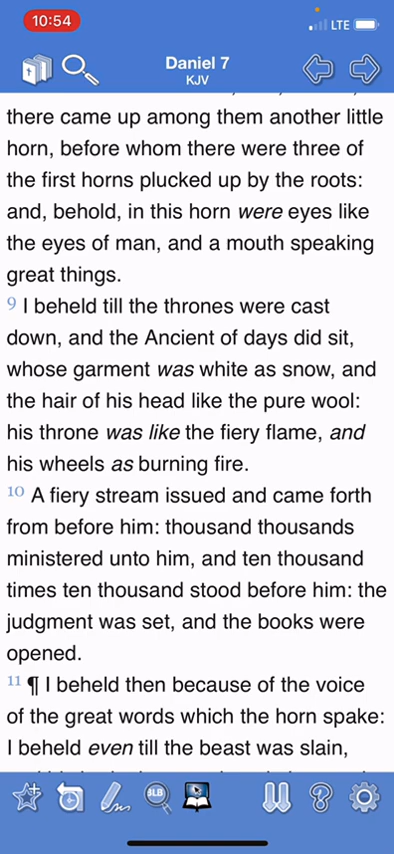 10:54
LTE
Daniel 7
KJV
there came up among them another little
horn, before whom there were three of
the first horns plucked up by the roots:
and, behold, in this horn were eyes like
the eyes of man, and a mouth speaking
great things.
9 I beheld till the thrones were cast
down, and the Ancient of days did sit,
whose garment was white as snow, and
the hair of his head like the pure wool:
his throne was like the fiery flame, and
his wheels as burning fire.
10 A fiery stream issued and came forth
from before him: thousand thousands
ministered unto him, and ten thousand
times ten thousand stood before him: the
judgment was set, and the books were
opened.
11 ¶ I beheld then because of the voice
of the great words which the horn spake:
I beheld even till the beast was slain,
BLB